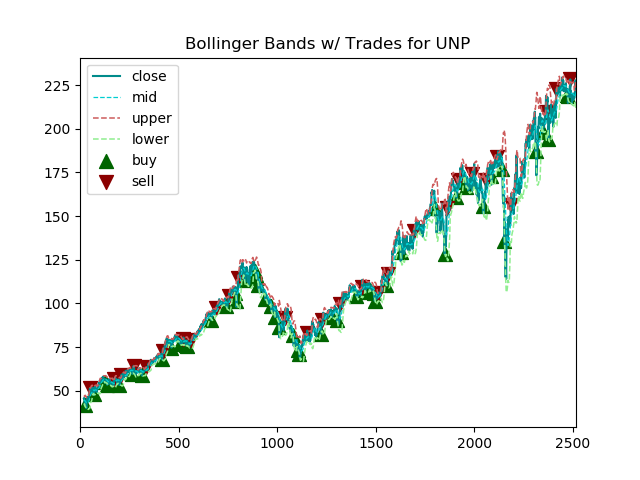 Bollinger Bands w/ Trades for UNP
close
mid
upper
lower
buy
sell
225
200
175
150
125
100
75
50
0 500 1000 1500 2000 2500